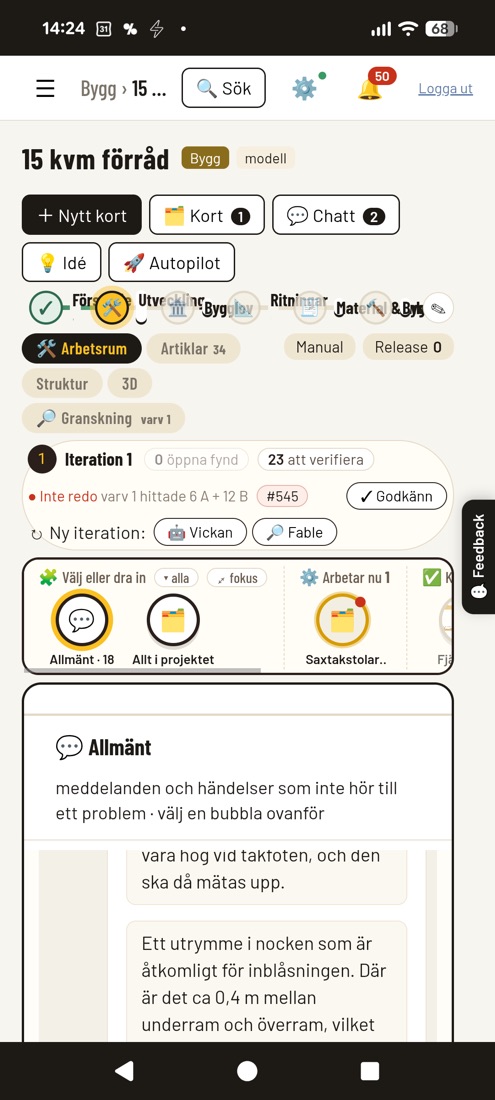 14:24 31 68
Bygg › 15 ... Sök 50 Logga ut
15 kvm förråd Bygg modell
+ Nytt kort Kort 1 Chatt 2
Idé Autopilot
Utveckling Bygglov Ritningar Material & Byk
Arbetsrum Artiklar 34 Manual Release 0
Struktur 3D
Granskning varv 1
1 Iteration 1 0 öppna fynd 23 att verifiera
Inte redo varv 1 hittade 6 A + 12 B #545 ✓ Godkänn
↻ Ny iteration: Vickan Fable
Välj eller dra in ▾ alla fokus Arbetar nu 1 K
Allmänt · 18 Allt i projektet Saxtakstolar.. Fjä
Feedback
Allmänt
meddelanden och händelser som inte hör till
ett problem · välj en bubbla ovanför
vara hög vid takfoten, och den
ska då mätas upp.
Ett utrymme i nocken som är
åtkomligt för inblåsningen. Där
är det ca 0,4 m mellan
underram och överram, vilket